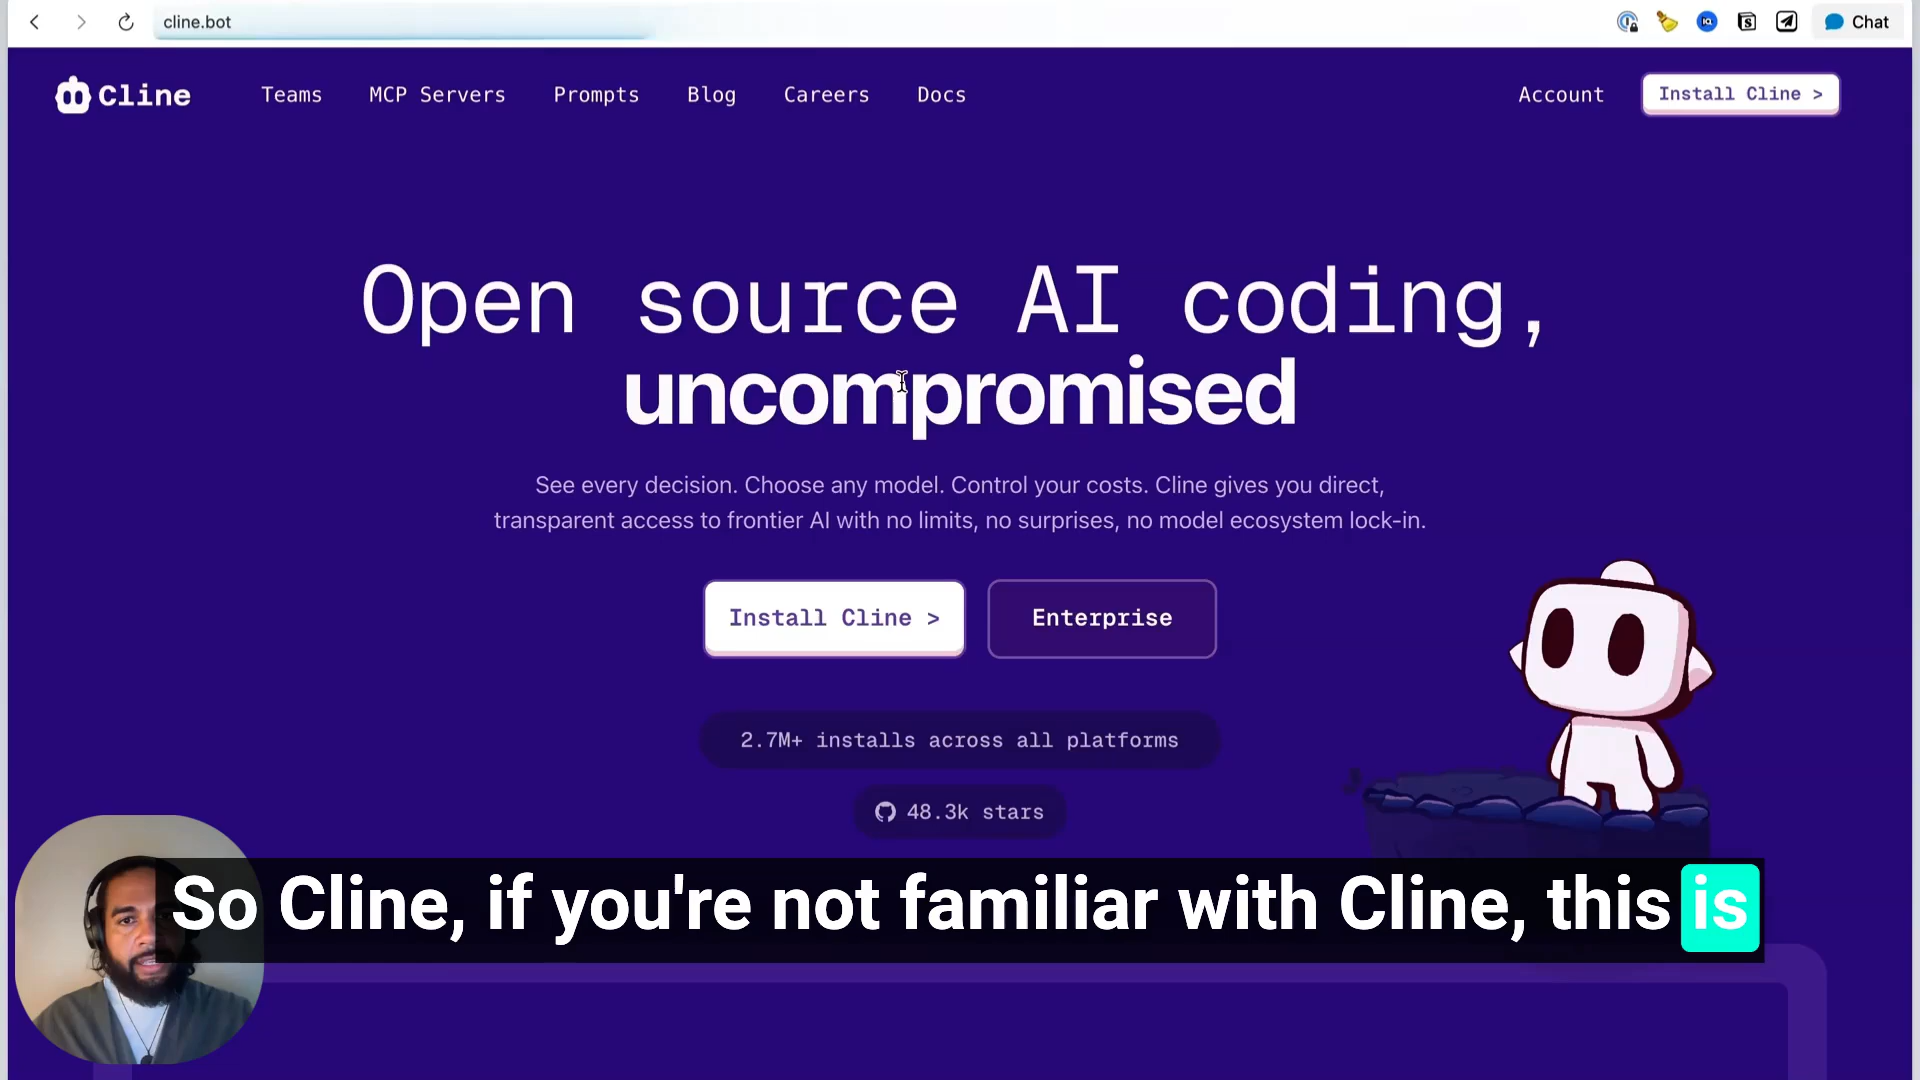 cline.bot
Chat
Cline
Teams
MCP Servers
Prompts
Blog
Careers
Docs
Account
Install Cline >
Open source AI coding,
uncompromised
See every decision. Choose any model. Control your costs. Cline gives you direct,
transparent access to frontier AI with no limits, no surprises, no model ecosystem lock-in.
Install Cline >
Enterprise
2.7M+ installs across all platforms
48.3k stars
So Cline, if you're not familiar with Cline, this is